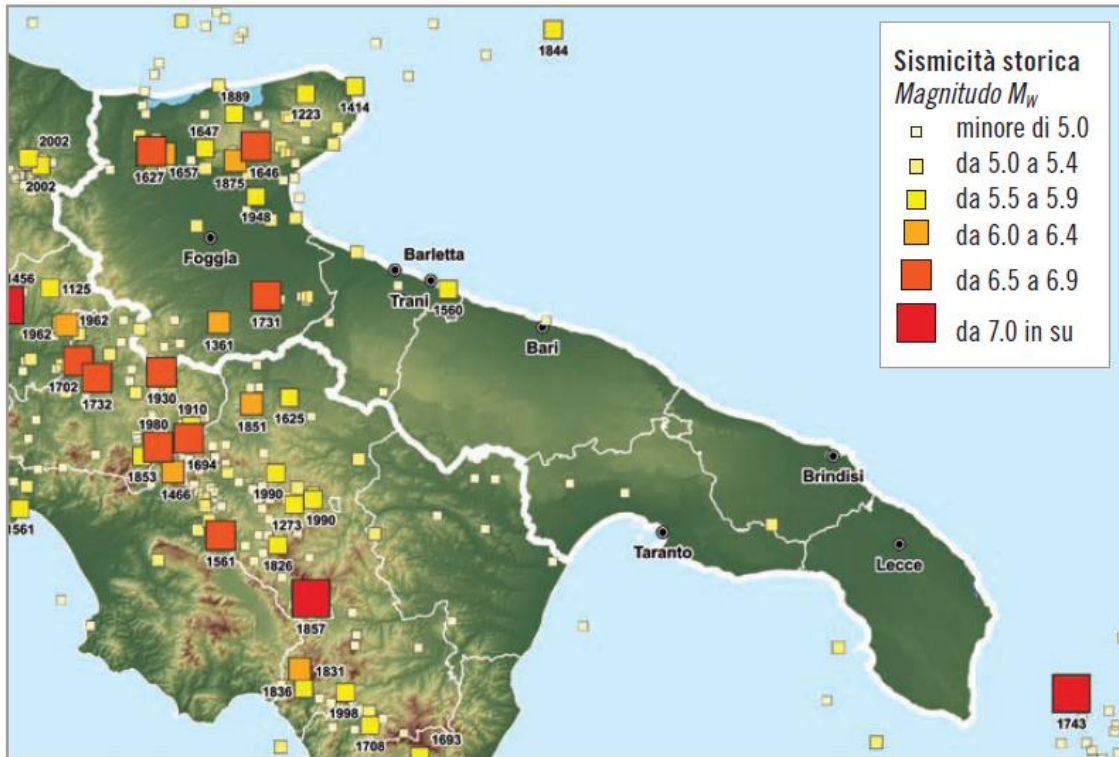 1844
1889
1223
1414
1647
2002
2002
1627
1657
1875
1646
1948
Foggia
Barletta
Trani
1560
1456
1125
1731
1962
1962
1361
Bari
1702
1732
1930
1910
1851
1625
1980
1694
1853
1466
1990
1273
1990
Brindisi
1561
1561
1826
Taranto
Lecce
1857
1831
1836
1998
1708
1693
1743
Sismicità storica
Magnitudo MW
minore di 5.0
da 5.0 a 5.4
da 5.5 a 5.9
da 6.0 a 6.4
da 6.5 a 6.9
da 7.0 in su